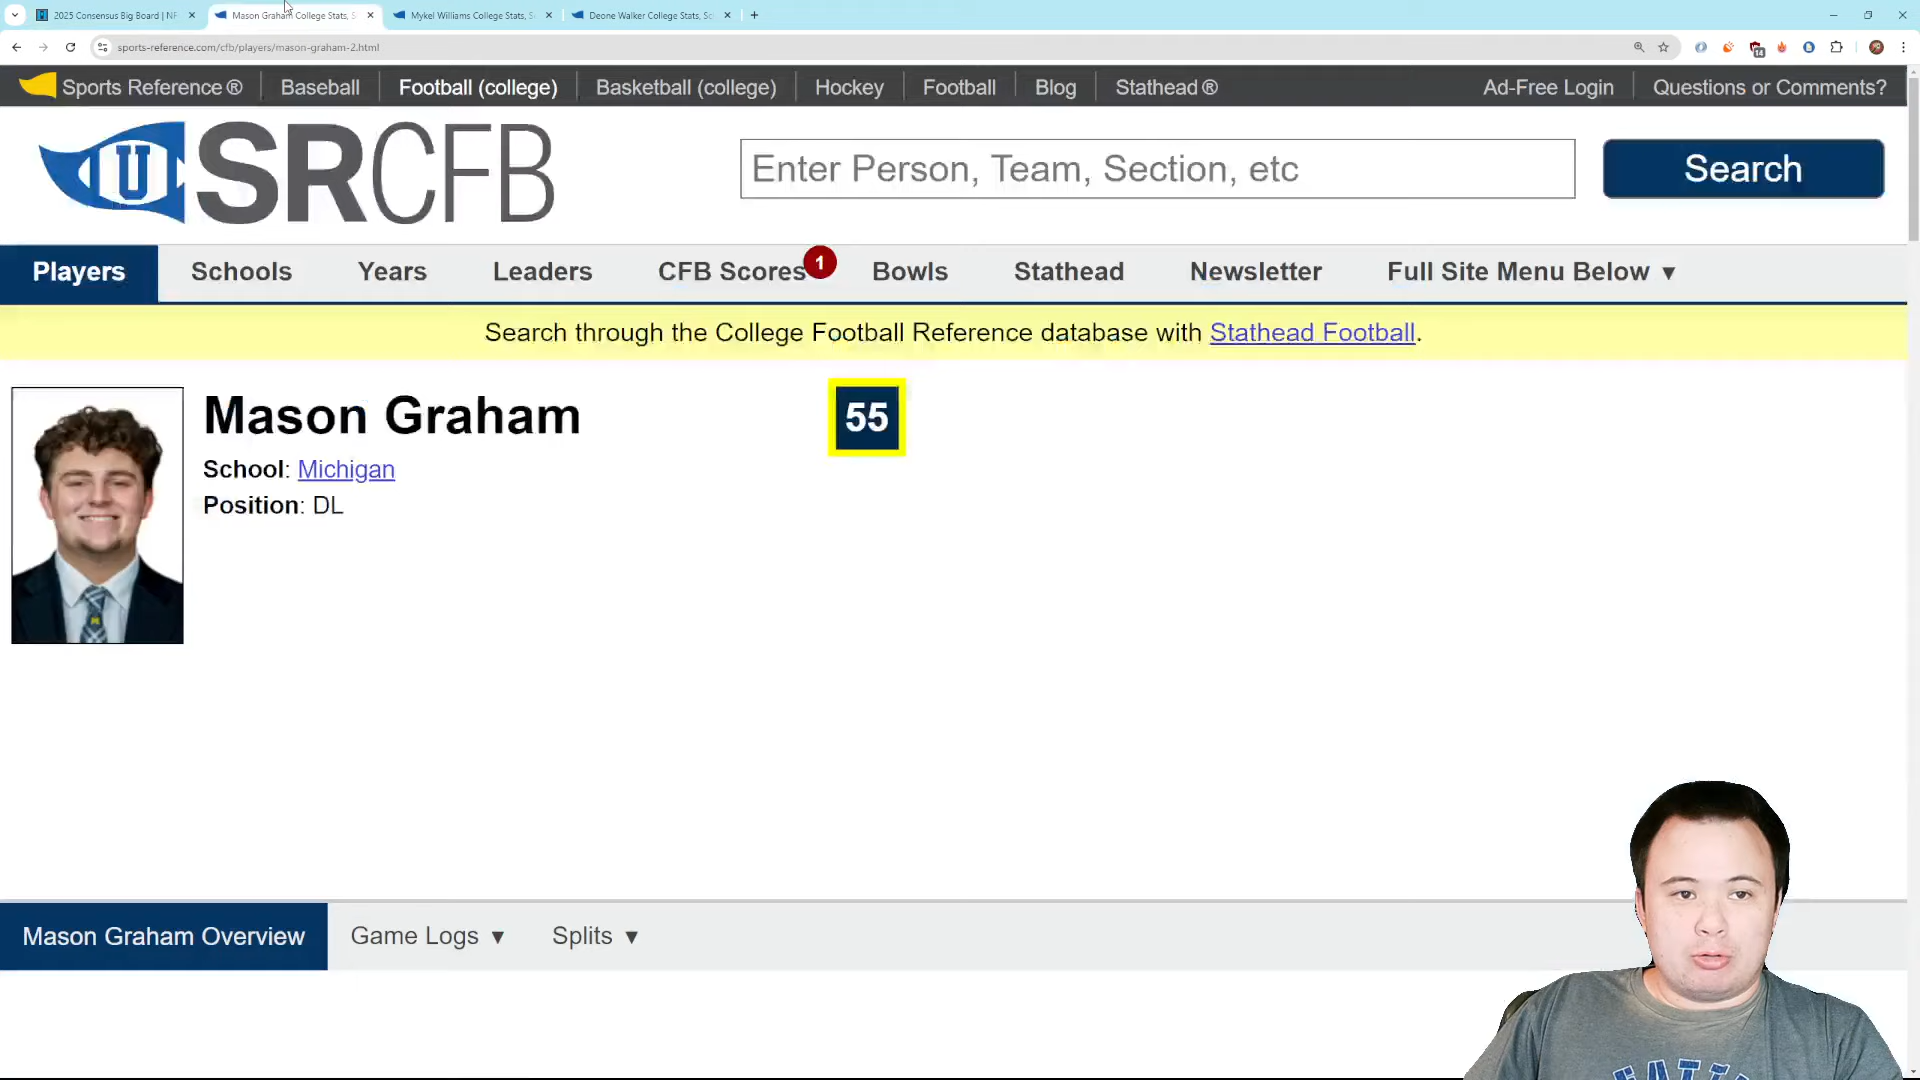 2025 Consensus Big Board | NF
Mason Graham College Stats, S
Mykel Williams College Stats, S
Deone Walker College Stats, Sc
sports-reference.com/cfb/players/mason-graham-2.html
14
Sports Reference ®
Baseball
Football (college)
Basketball (college)
Hockey
Football
Blog
Stathead ®
Ad-Free Login
Questions or Comments?
U SRCFB
Enter Person, Team, Section, etc
Search
Players
Schools
Years
Leaders
CFB Scores
1
Bowls
Stathead
Newsletter
Full Site Menu Below ▼
Search through the College Football Reference database with Stathead Football.
Mason Graham
55
School: Michigan
Position: DL
Mason Graham Overview
Game Logs ▼
Splits ▼